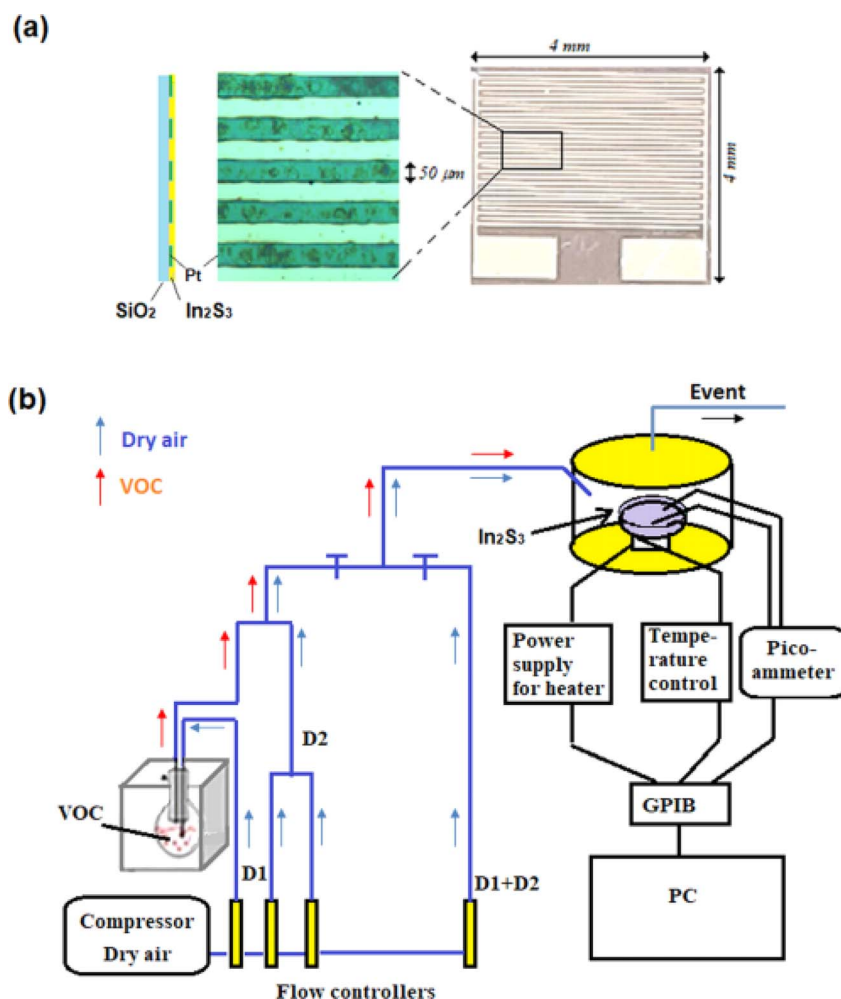 (a)
4 mm
50 µm
4 mm
Pt
SiO₂
In₂S₃
(b)
Event
Dry air
VOC
In₂S₃
Power
supply
for heater
Tempe-
rature
control
Pico-
ammeter
D2
VOC
GPIB
D1
D1+D2
PC
Compressor
Dry air
Flow controllers